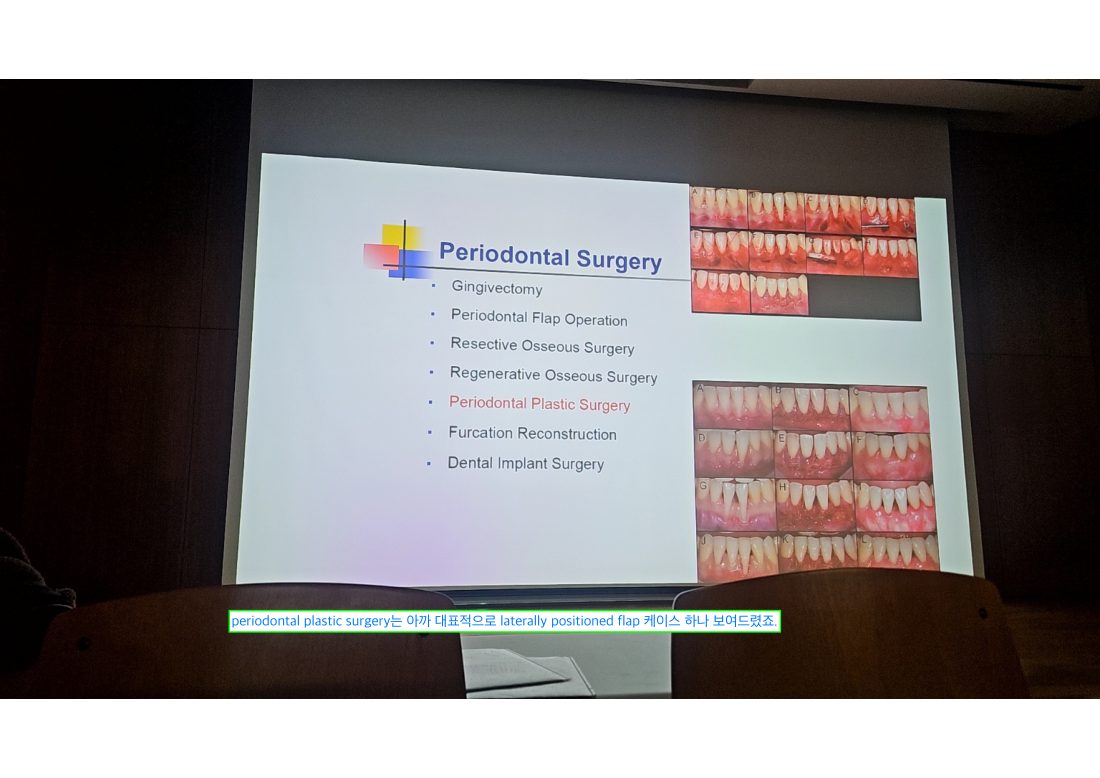 Periodontal Surgery
Gingivectomy
Periodontal Flap Operation
Resective Osseous Surgery
Regenerative Osseous Surgery
Periodontal Plastic Surgery
Furcation Reconstruction
Dental Implant Surgery
A B C D
E F
A B C
D E F
G H I
J K L
periodontal plastic surgery는 아까 대표적으로 laterally positioned flap 케이스 하나 보여드렸죠.